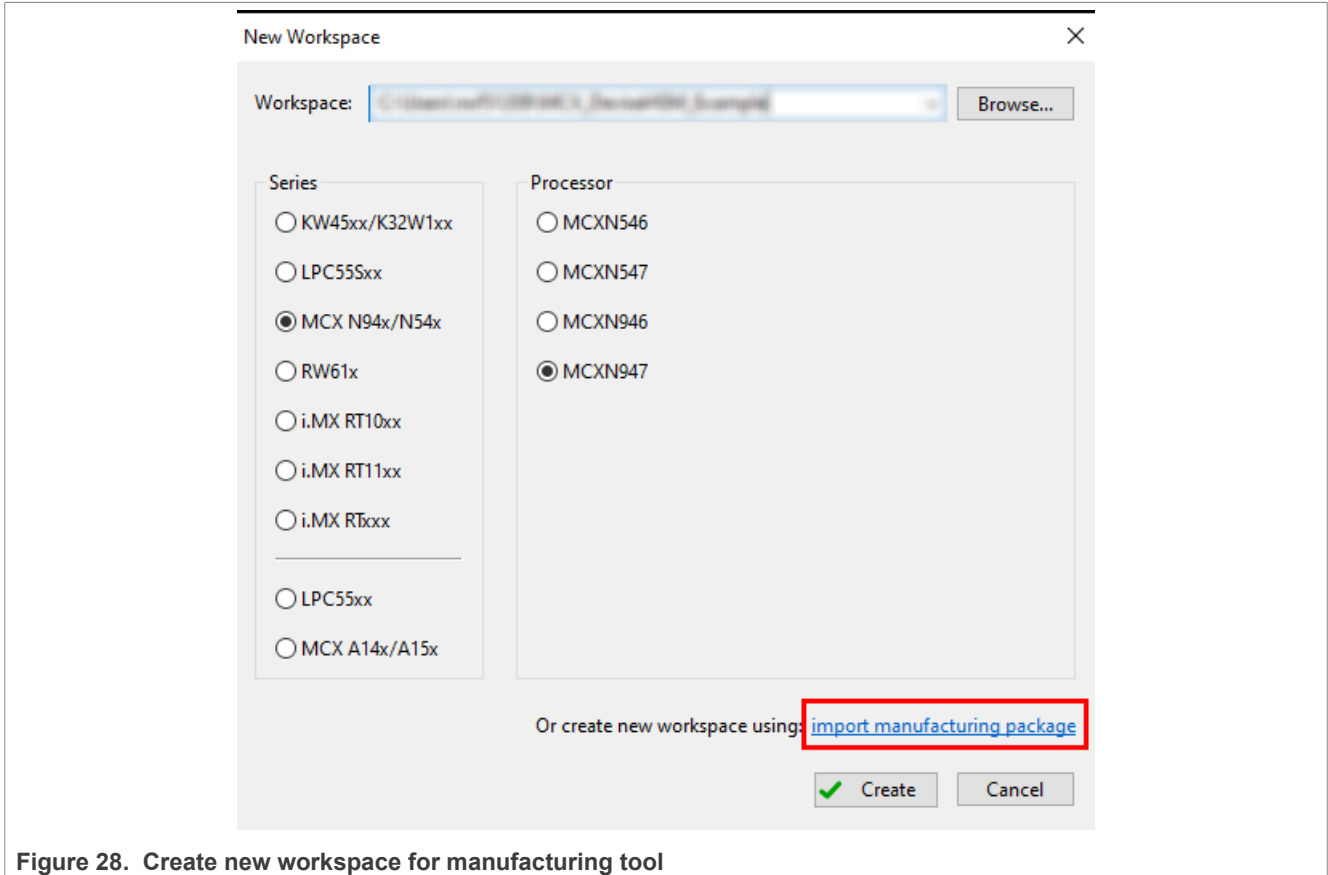 New Workspace
Workspace:
Browse...
Series
Processor
KW45xx/K32W1xx
MCXN546
LPC55Sxx
MCXN547
MCX N94x/N54x
MCXN946
RW61x
MCXN947
i.MX RT10xx
i.MX RT11xx
i.MX RTxxx
LPC55xx
MCX A14x/A15x
Or create new workspace using: import manufacturing package
Create
Cancel
Figure 28. Create new workspace for manufacturing tool